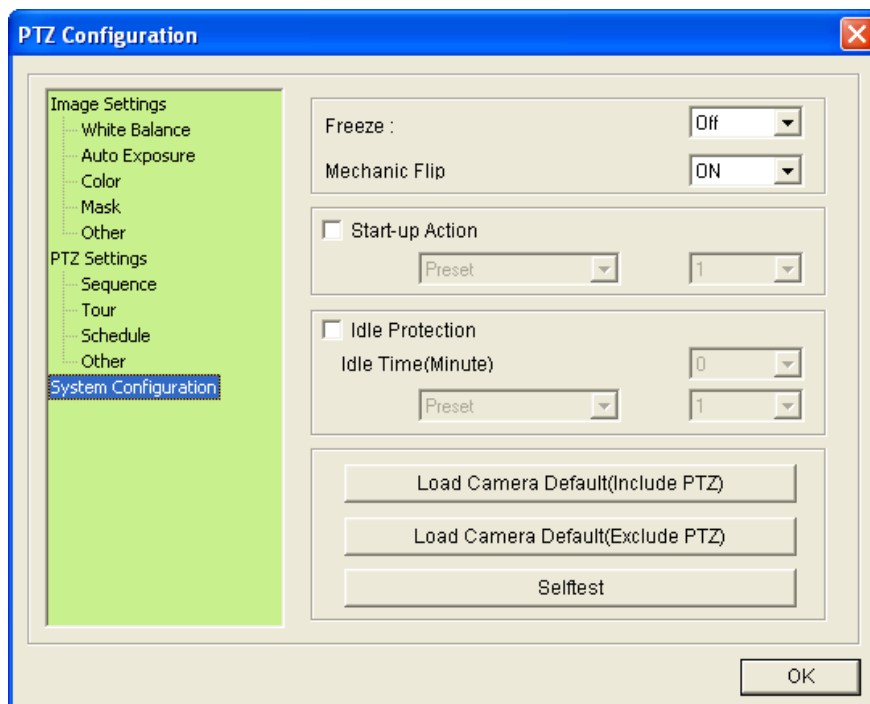 PTZ Configuration
Image Settings
White Balance
Auto Exposure
Color
Mask
Other
PTZ Settings
Sequence
Tour
Schedule
Other
System Configuration
Freeze : Off
Mechanic Flip ON
Start-up Action
Preset 1
Idle Protection
Idle Time(Minute) 0
Preset 1
Load Camera Default(Include PTZ)
Load Camera Default(Exclude PTZ)
Selftest
OK